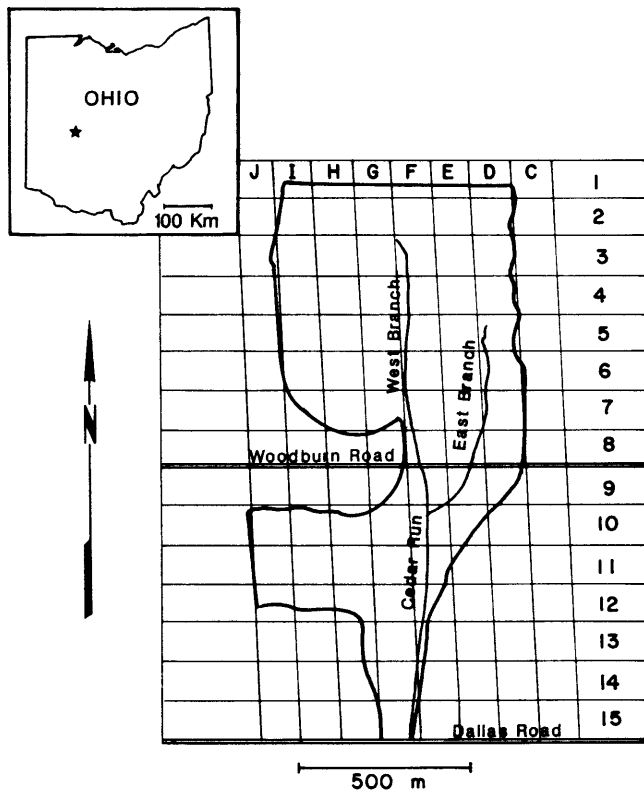 OHIO
100 Km
J I H G F E D C
1
2
3
4
5
6
7
8
9
10
11
12
13
14
15
West Branch
East Branch
Woodburn Road
Cedar Run
Dallas Road
N
500 m